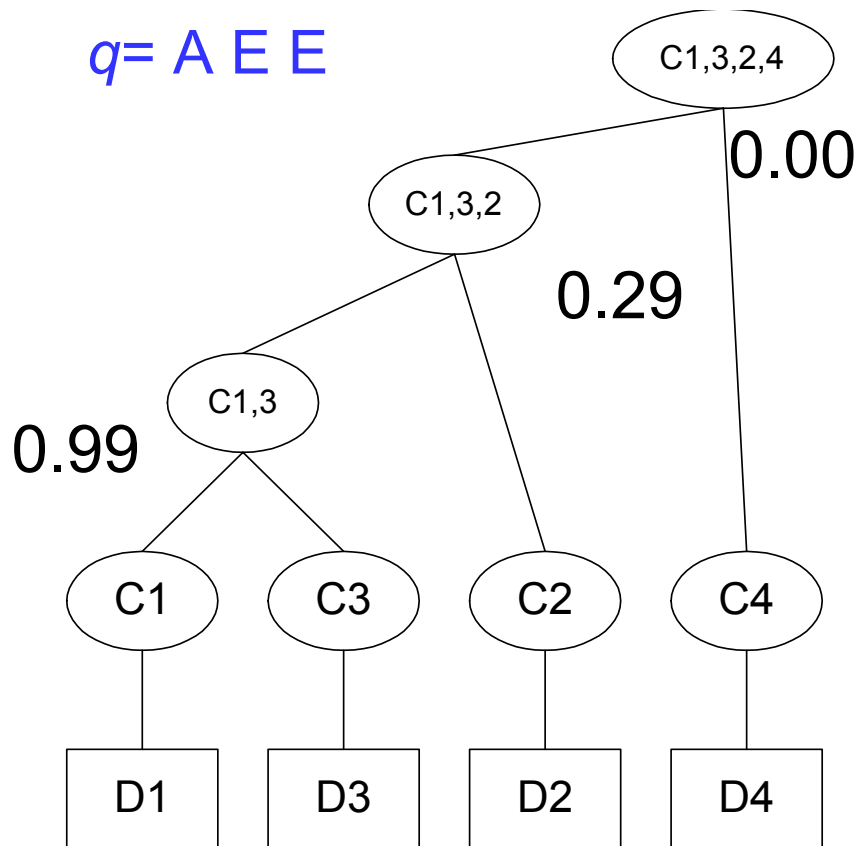 q= A E E
C1,3,2,4
0.00
C1,3,2
0.29
C1,3
0.99
C1 C3 C2 C4
D1 D3 D2 D4